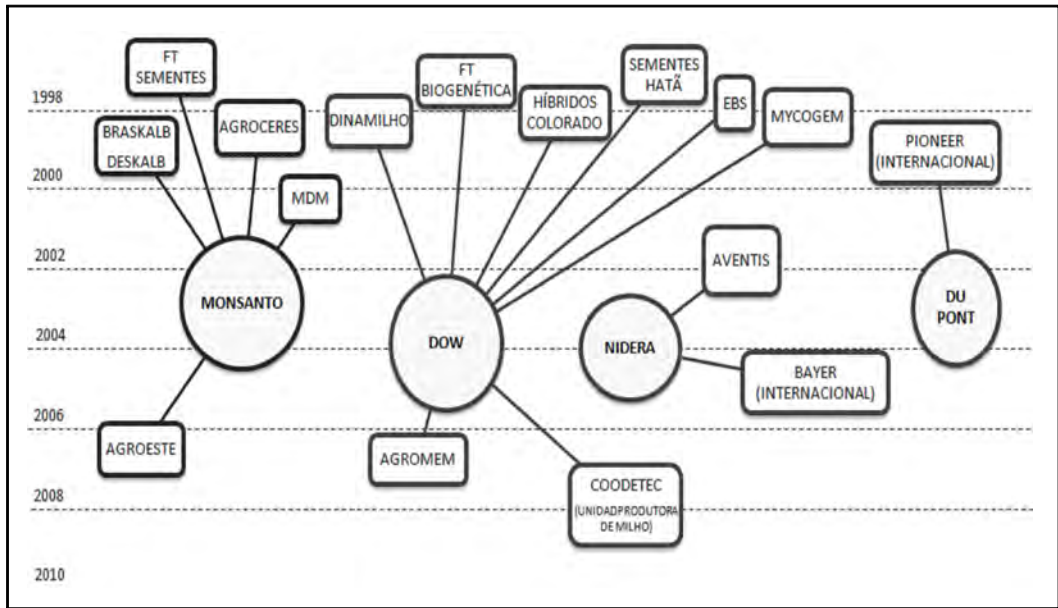 FT
SEMENTES
FT
BIOGENÉTICA
SEMENTES
HATÃ
1998
BRASKALB
DESKALB
AGROCERES
DINAMILHO
HÍBRIDOS
COLORADO
EBS
MYCOGEM
PIONEER
(INTERNACIONAL)
2000
MDM
2002
AVENTIS
MONSANTO
DOW
NIDERA
DU
PONT
2004
BAYER
(INTERNACIONAL)
2006
AGROESTE
AGROMEM
COODETEC
(UNIDADPRODUTORA
DE MILHO)
2008
2010